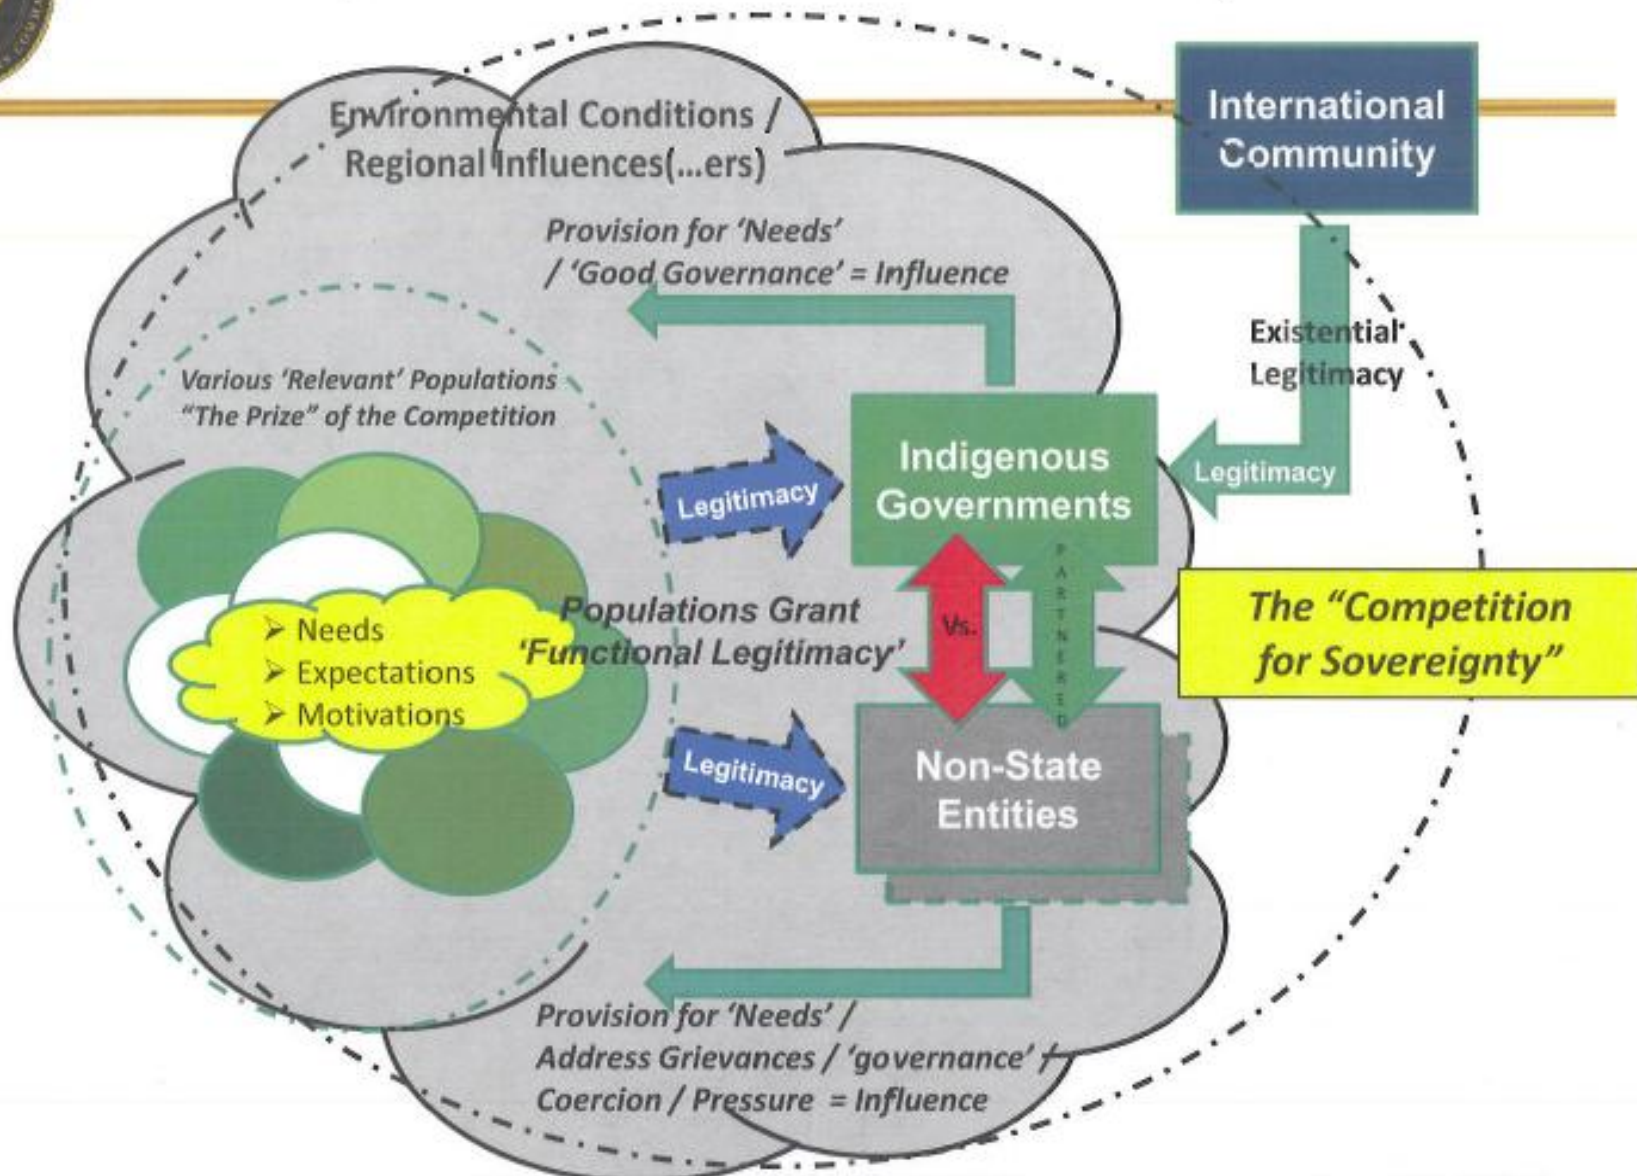 Environmental Conditions /
Regional Influences(...ers)
International
Community
Provision for ‘Needs’
/ ‘Good Governance’ = Influence
Existential
Legitimacy
Various ‘Relevant’ Populations
“The Prize” of the Competition
Legitimacy
Indigenous
Governments
Legitimacy
PARTNERED
Vs.
Populations Grant
‘Functional Legitimacy’
The “Competition
for Sovereignty”
➢ Needs
➢ Expectations
➢ Motivations
Legitimacy
Non-State
Entities
Provision for ‘Needs’ /
Address Grievances / ‘governance’ /
Coercion / Pressure = Influence